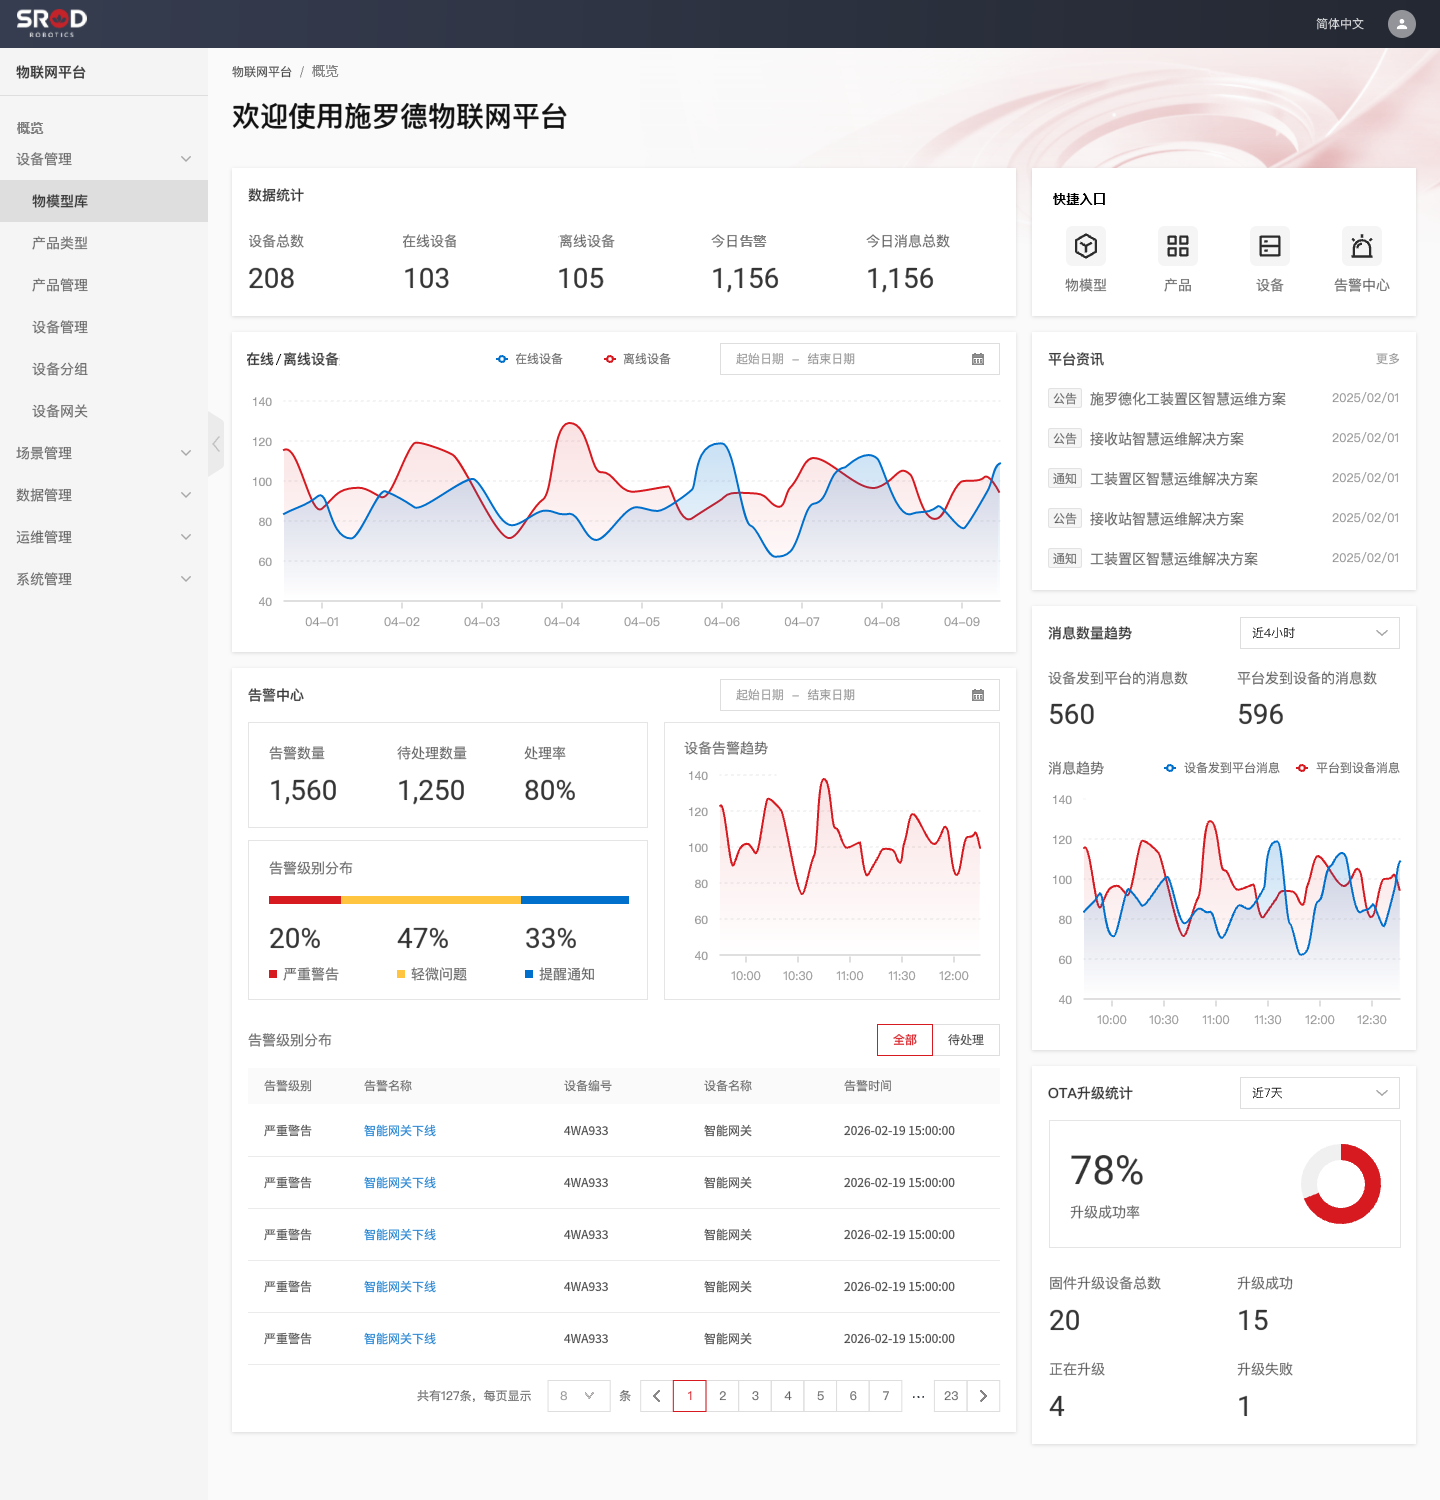 SROD
ROBOTICS
简体中文
物联网平台
概览
设备管理
物模型库
产品类型
产品管理
设备管理
设备分组
设备网关
场景管理
数据管理
运维管理
系统管理
物联网平台 / 概览
欢迎使用施罗德物联网平台
数据统计
设备总数 在线设备 离线设备 今日告警 今日消息总数
208 103 105 1,156 1,156
快捷入口
物模型 产品 设备 告警中心
在线/离线设备 在线设备 离线设备 起始日期 – 结束日期
140
120
100
80
60
40
04-01 04-02 04-03 04-04 04-05 04-06 04-07 04-08 04-09
平台资讯 更多
公告 施罗德化工装置区智慧运维方案 2025/02/01
公告 接收站智慧运维解决方案 2025/02/01
通知 工装置区智慧运维解决方案 2025/02/01
公告 接收站智慧运维解决方案 2025/02/01
通知 工装置区智慧运维解决方案 2025/02/01
消息数量趋势 近4小时
设备发到平台的消息数 平台发到设备的消息数
560 596
消息趋势 设备发到平台消息 平台到设备消息
140
120
100
80
60
40
10:00 10:30 11:00 11:30 12:00 12:30
告警中心 起始日期 – 结束日期
告警数量 待处理数量 处理率
1,560 1,250 80%
告警级别分布
20% 47% 33%
严重警告 轻微问题 提醒通知
设备告警趋势
140
120
100
80
60
40
10:00 10:30 11:00 11:30 12:00
告警级别分布 全部 待处理
告警级别 告警名称 设备编号 设备名称 告警时间
严重警告 智能网关下线 4WA933 智能网关 2026-02-19 15:00:00
严重警告 智能网关下线 4WA933 智能网关 2026-02-19 15:00:00
严重警告 智能网关下线 4WA933 智能网关 2026-02-19 15:00:00
严重警告 智能网关下线 4WA933 智能网关 2026-02-19 15:00:00
严重警告 智能网关下线 4WA933 智能网关 2026-02-19 15:00:00
共有127条，每页显示 8 条 1 2 3 4 5 6 7 ··· 23
OTA升级统计 近7天
78%
升级成功率
固件升级设备总数 升级成功
20 15
正在升级 升级失败
4 1